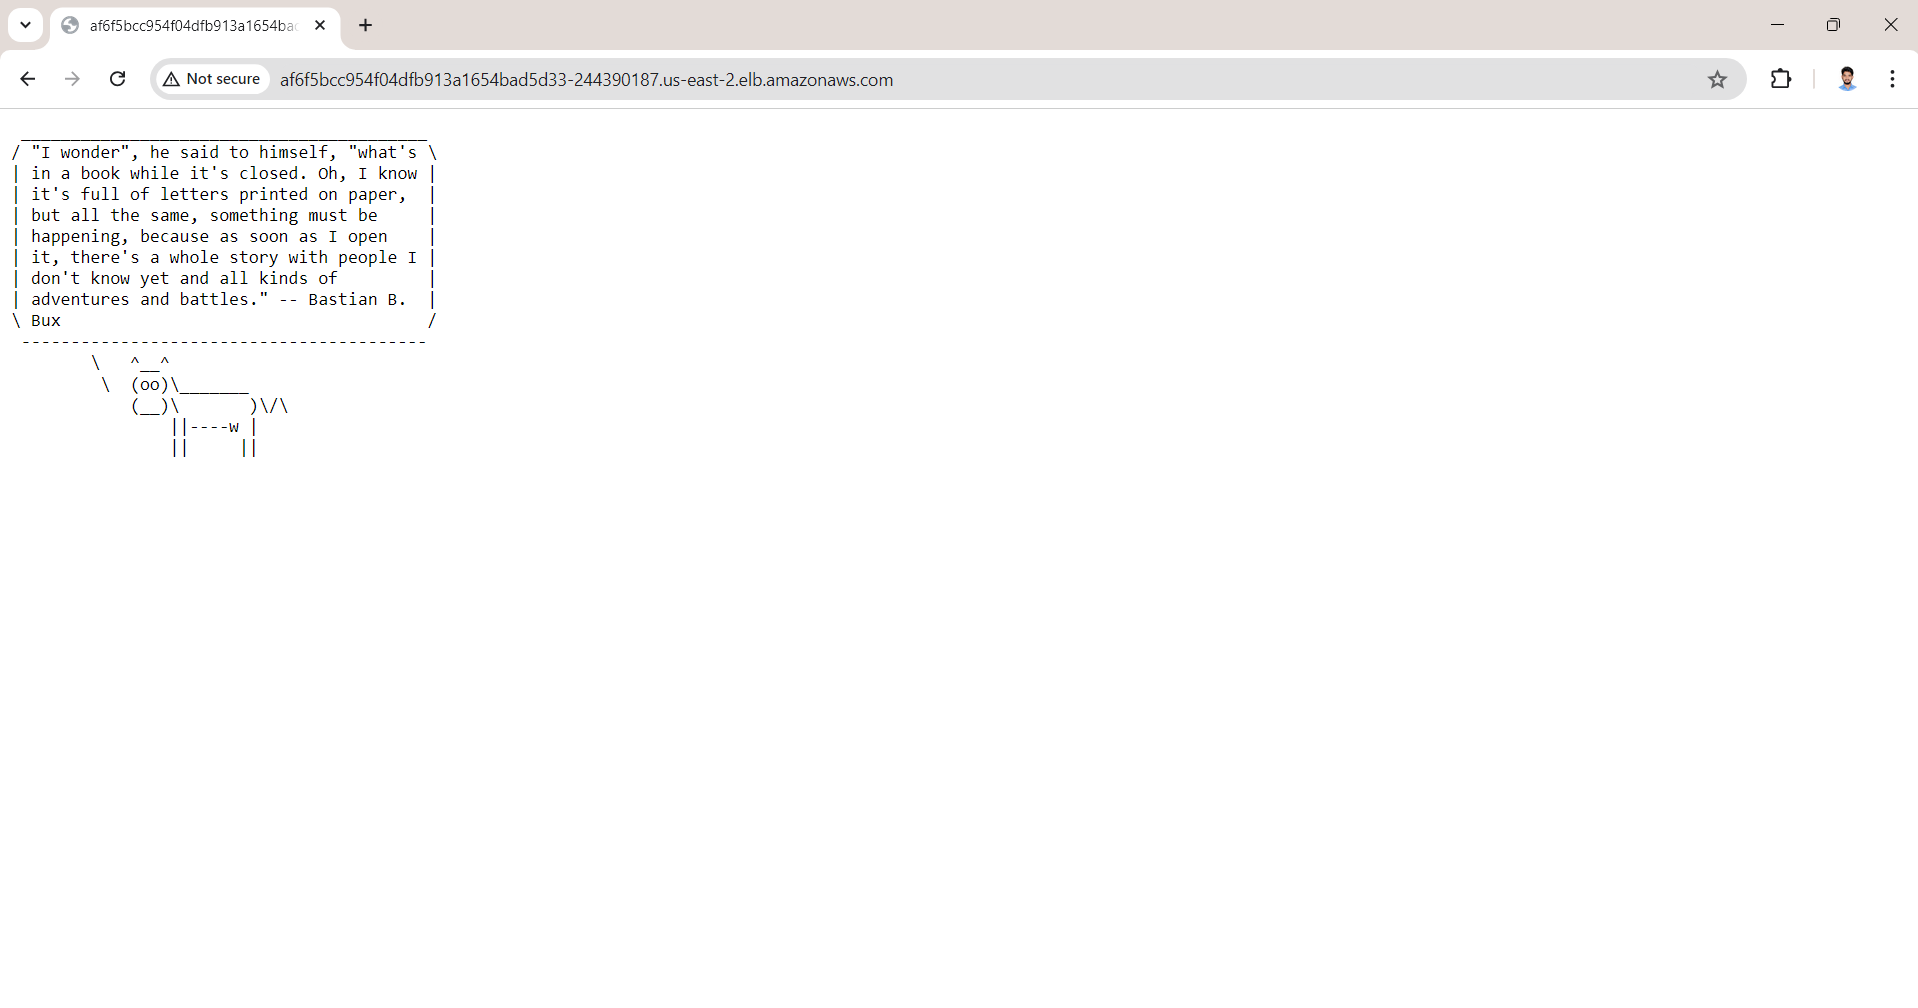 af6f5bcc954f04dfb913a1654bad
Not secure af6f5bcc954f04dfb913a1654bad5d33-244390187.us-east-2.elb.amazonaws.com
 _________________________________________
/ "I wonder", he said to himself, "what's \
| in a book while it's closed. Oh, I know |
| it's full of letters printed on paper,  |
| but all the same, something must be     |
| happening, because as soon as I open    |
| it, there's a whole story with people I |
| don't know yet and all kinds of         |
| adventures and battles." -- Bastian B.  |
\ Bux                                     /
 -----------------------------------------
        \   ^__^
         \  (oo)\_______
            (__)\       )\/\
                ||----w |
                ||     ||